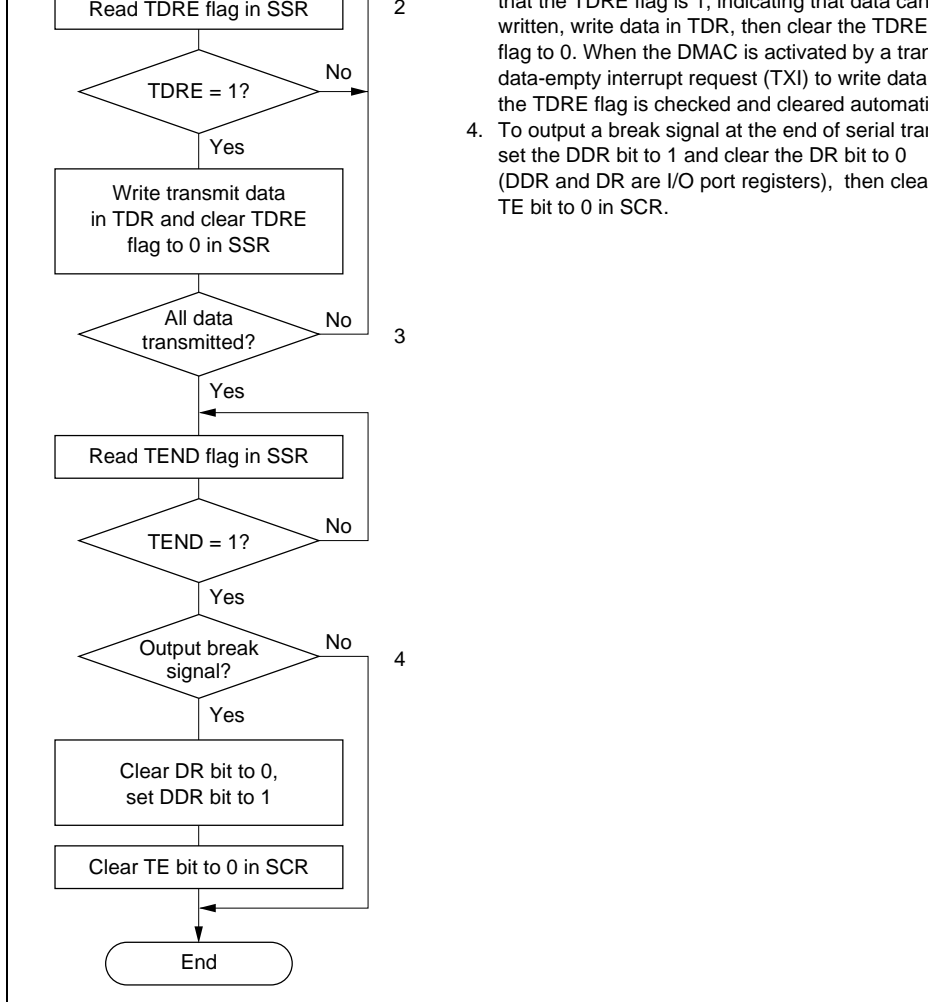 Read TDRE flag in SSR
2
TDRE = 1?
No
Yes
Write transmit data
in TDR and clear TDRE
flag to 0 in SSR
All data
transmitted?
No
3
Yes
Read TEND flag in SSR
TEND = 1?
No
Yes
Output break
signal?
No
4
Yes
Clear DR bit to 0,
set DDR bit to 1
Clear TE bit to 0 in SCR
End
that the TDRE flag is 1, indicating that data can
written, write data in TDR, then clear the TDRE
flag to 0. When the DMAC is activated by a
data-empty interrupt request (TXI) to write data
the TDRE flag is checked and cleared
4. To output a break signal at the end of serial
set the DDR bit to 1 and clear the DR bit to 0
(DDR and DR are I/O port registers), then
TE bit to 0 in SCR.